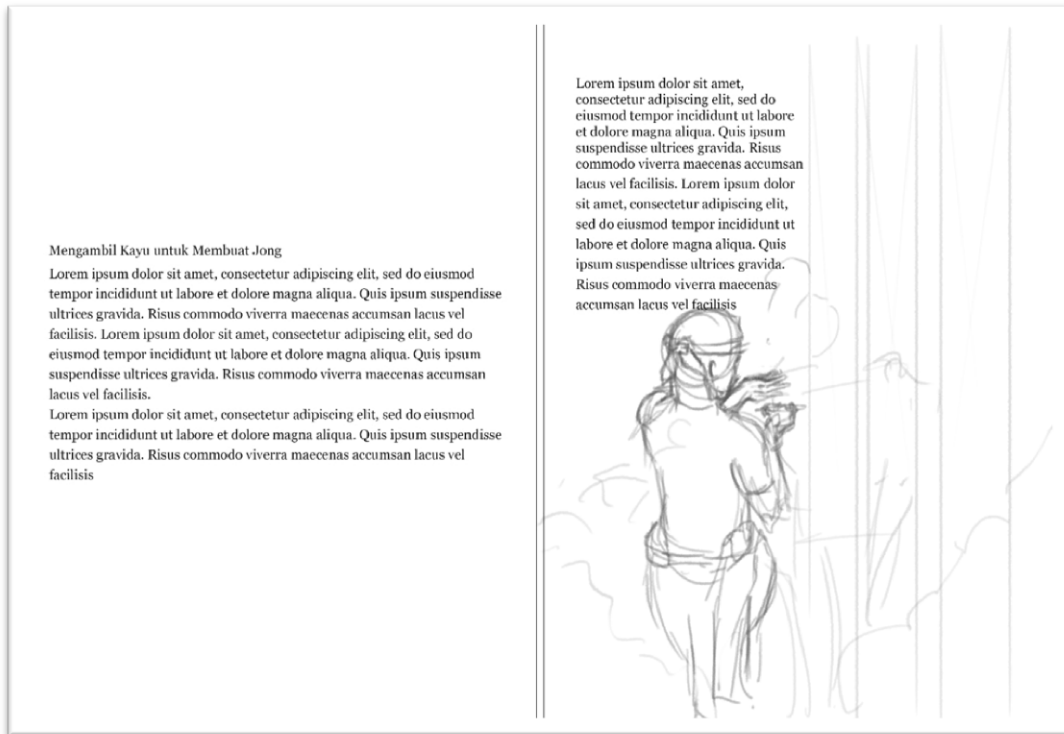 Mengambil Kayu untuk Membuat Jong
Lorem ipsum dolor sit amet, consectetur adipiscing elit, sed do eiusmod
tempor incididunt ut labore et dolore magna aliqua. Quis ipsum suspendisse
ultrices gravida. Risus commodo viverra maecenas accumsan lacus vel
facilisis. Lorem ipsum dolor sit amet, consectetur adipiscing elit, sed do
eiusmod tempor incididunt ut labore et dolore magna aliqua. Quis ipsum
suspendisse ultrices gravida. Risus commodo viverra maecenas accumsan
lacus vel facilisis.
Lorem ipsum dolor sit amet, consectetur adipiscing elit, sed do eiusmod
tempor incididunt ut labore et dolore magna aliqua. Quis ipsum suspendisse
ultrices gravida. Risus commodo viverra maecenas accumsan lacus vel
facilisis
Lorem ipsum dolor sit amet,
consectetur adipiscing elit, sed do
eiusmod tempor incididunt ut labore
et dolore magna aliqua. Quis ipsum
suspendisse ultrices gravida. Risus
commodo viverra maecenas accumsan
lacus vel facilisis. Lorem ipsum dolor
sit amet, consectetur adipiscing elit,
sed do eiusmod tempor incididunt ut
labore et dolore magna aliqua. Quis
ipsum suspendisse ultrices gravida.
Risus commodo viverra maecenas
accumsan lacus vel facilisis